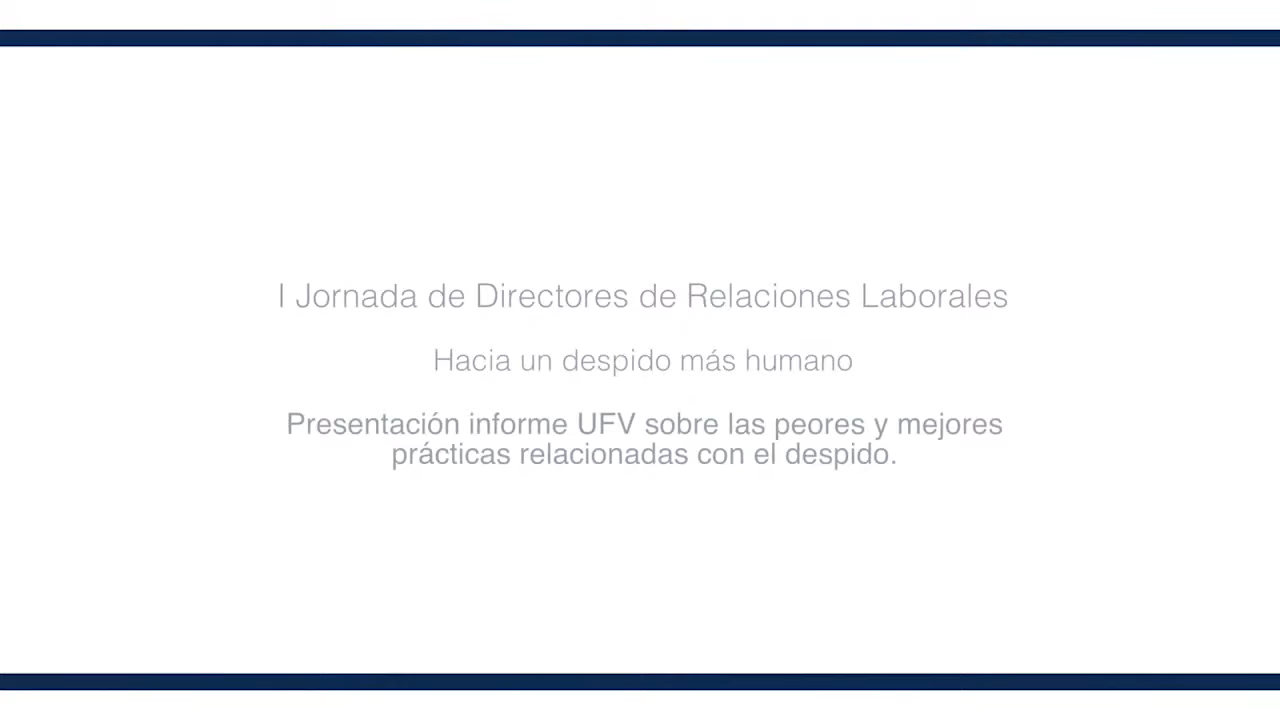 I Jornada de Directores de Relaciones Laborales
Hacia un despido más humano
Presentación informe UFV sobre las peores y mejores
prácticas relacionadas con el despido.